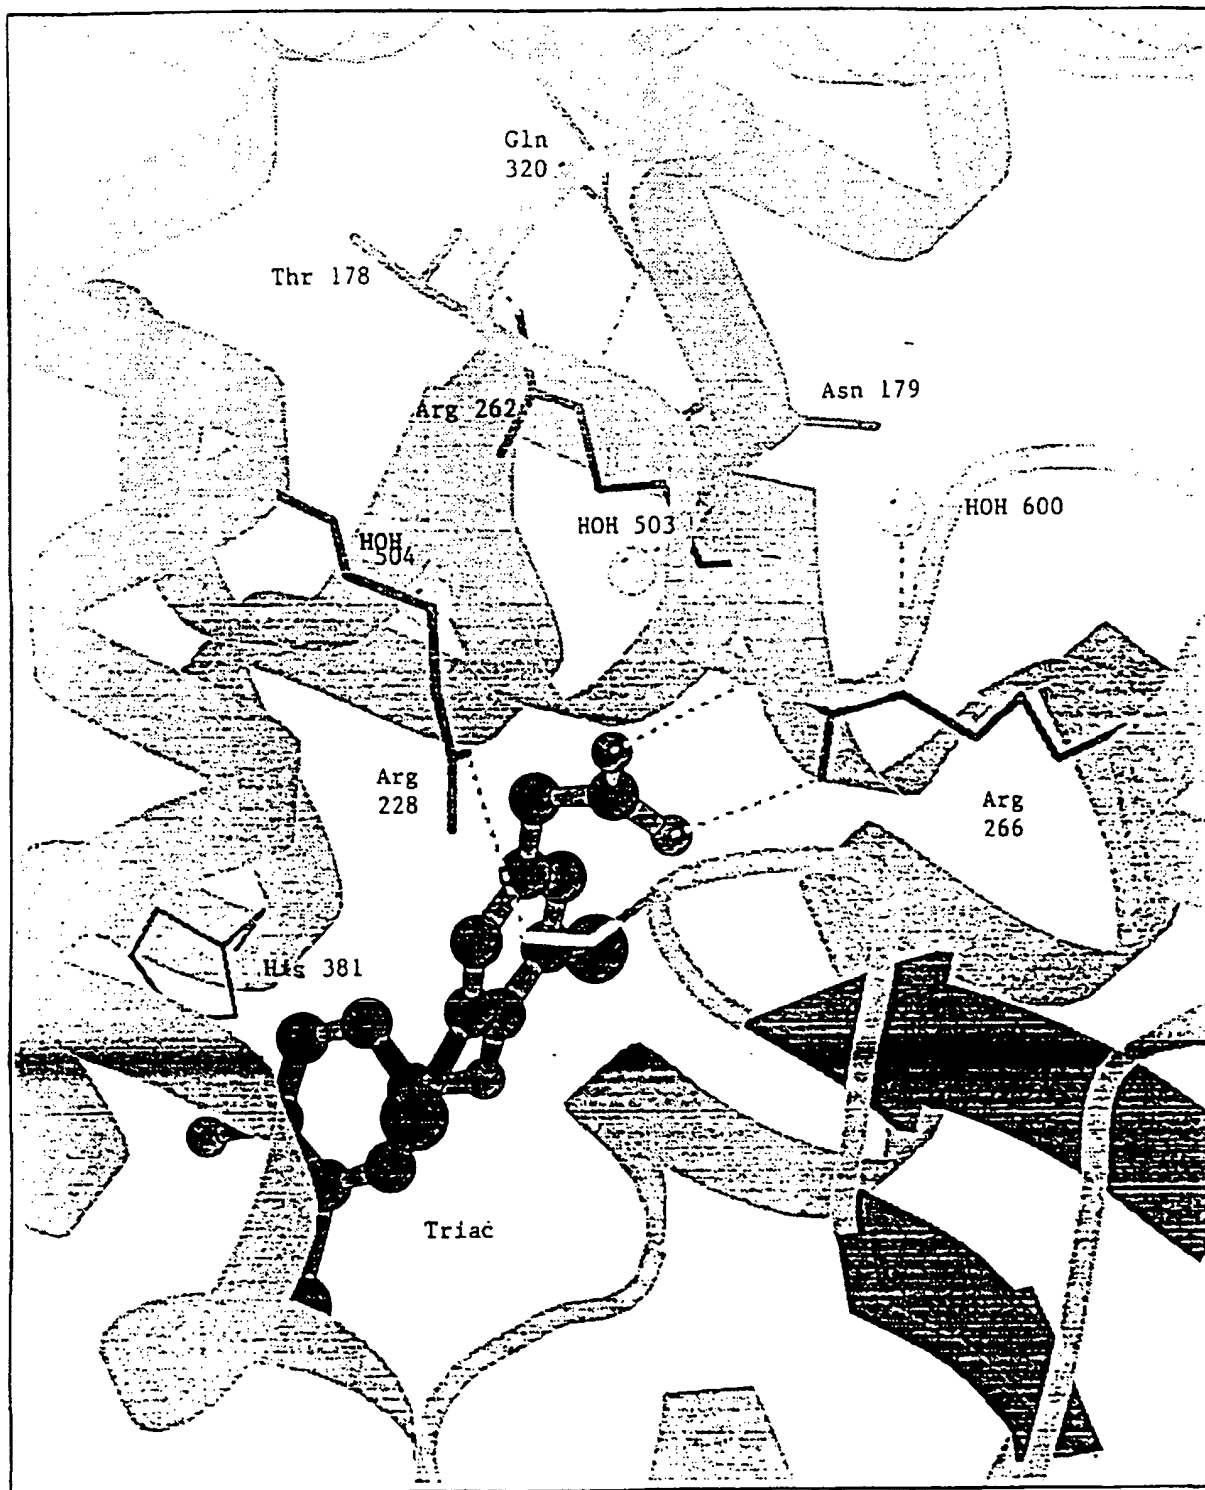 Gln
320
Thr 178
Asn 179
Arg 262
HOH 600
HOH 503
HOH
504
Arg
228
Arg
266
His 381
Triac